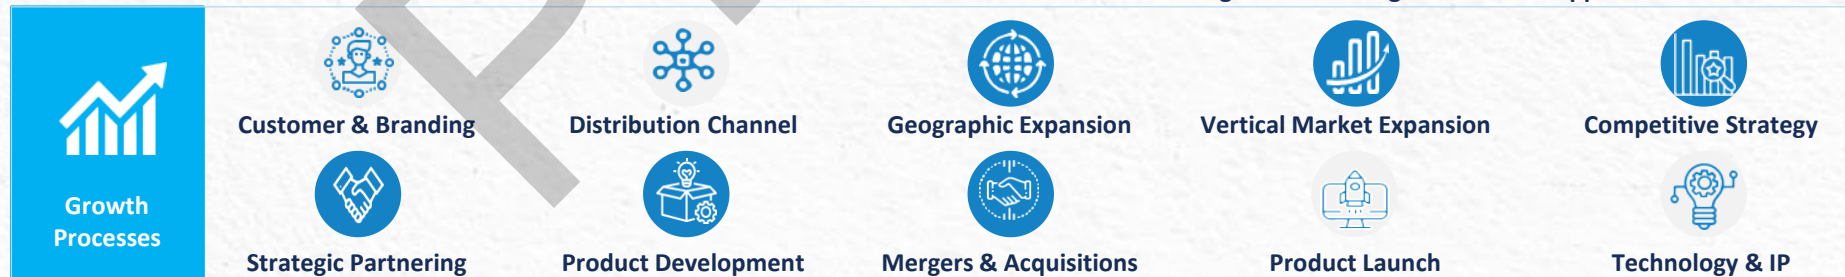 Customer & Branding
Distribution Channel
Geographic Expansion
Vertical Market Expansion
Competitive Strategy
Growth
Processes
Strategic Partnering
Product Development
Mergers & Acquisitions
Product Launch
Technology & IP